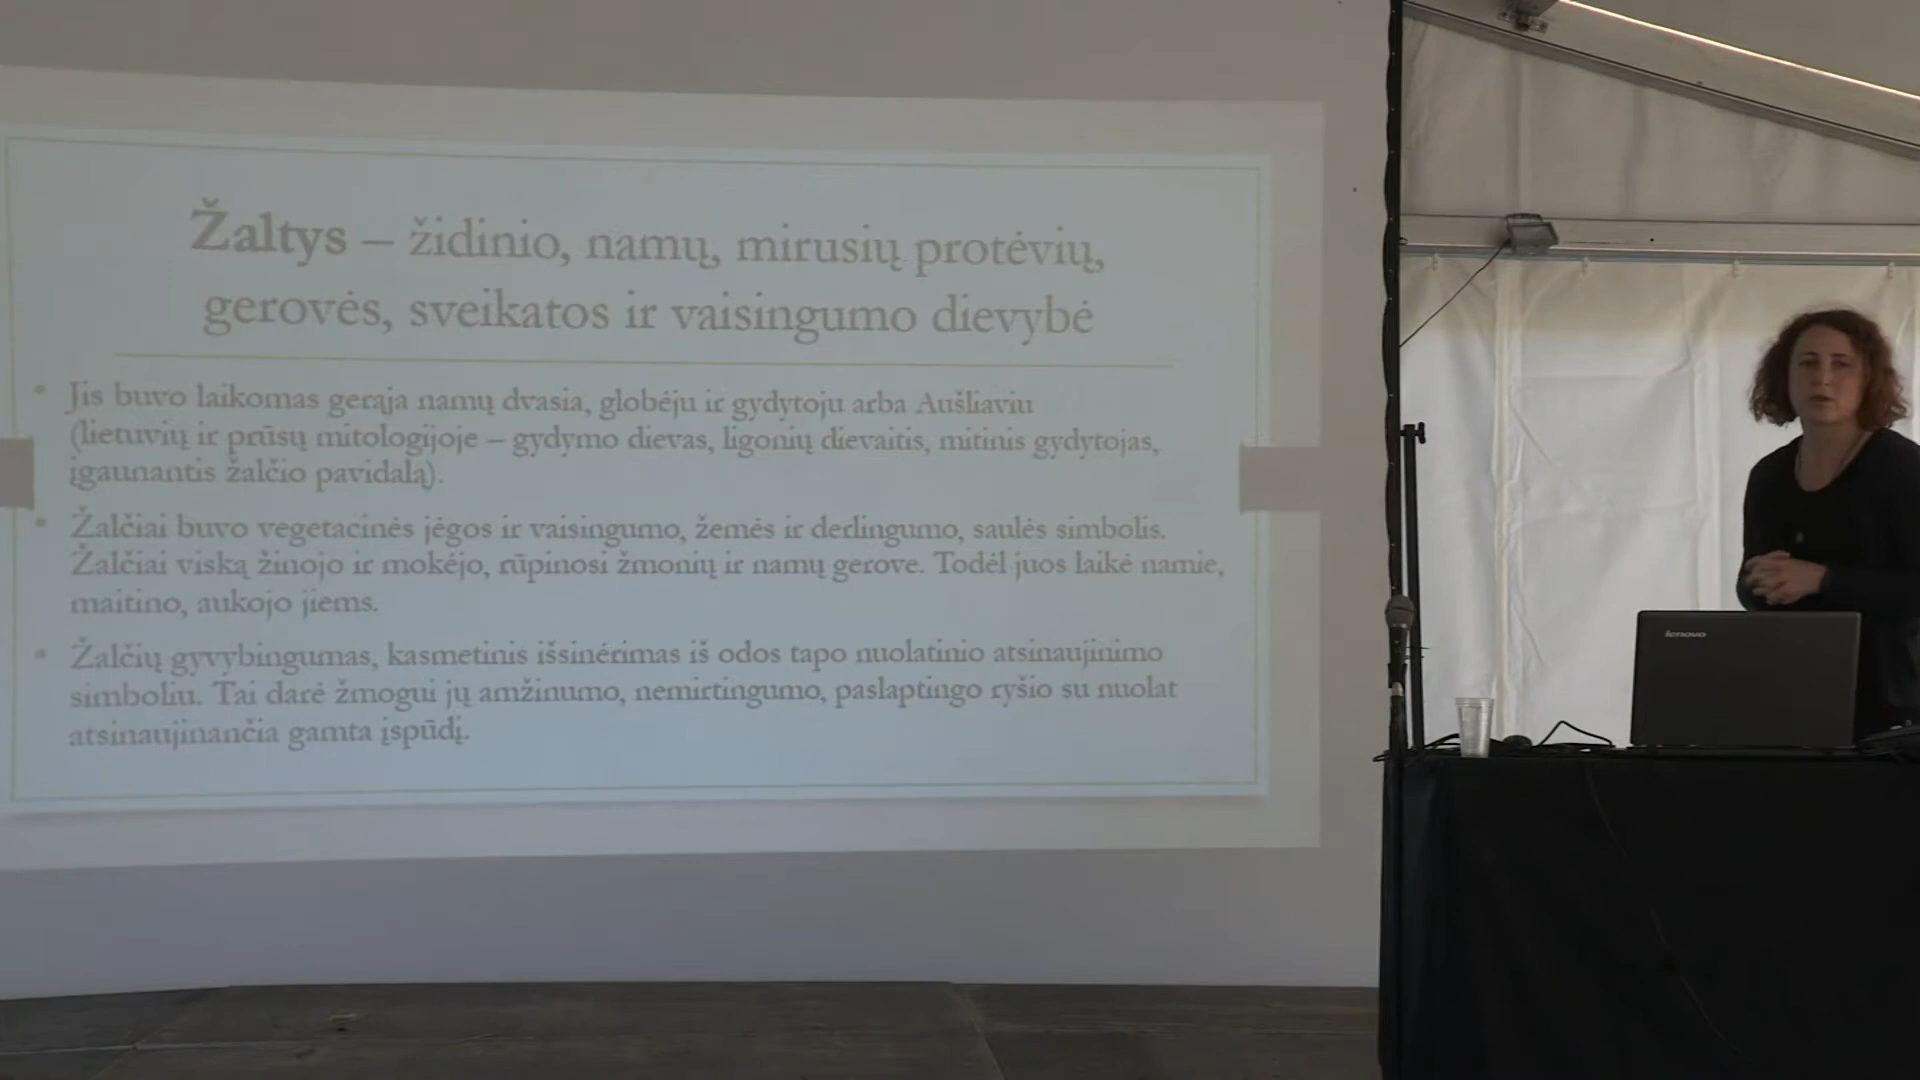 Žaltys – židinio, namų, mirusių protėvių,
gerovės, sveikatos ir vaisingumo dievybė
• Jis buvo laikomas gerąja namų dvasia, globėju ir gydytoju arba Aušliaviu
(lietuvių ir prūsų mitologijoje – gydymo dievas, ligonių dievaitis, mitinis gydytojas,
įgaunantis žalčio pavidalą).
• Žalčiai buvo vegetacinės jėgos ir vaisingumo, žemės ir derlingumo, saulės simbolis.
Žalčiai viską žinojo ir mokėjo, rūpinosi žmonių ir namų gerove. Todėl juos laikė namie,
maitino, aukojo jiems.
• Žalčių gyvybingumas, kasmetinis išsinėrimas iš odos tapo nuolatinio atsinaujinimo
simboliu. Tai darė žmogui jų amžinumo, nemirtingumo, paslaptingo ryšio su nuolat
atsinaujinančia gamta įspūdį.
lenovo